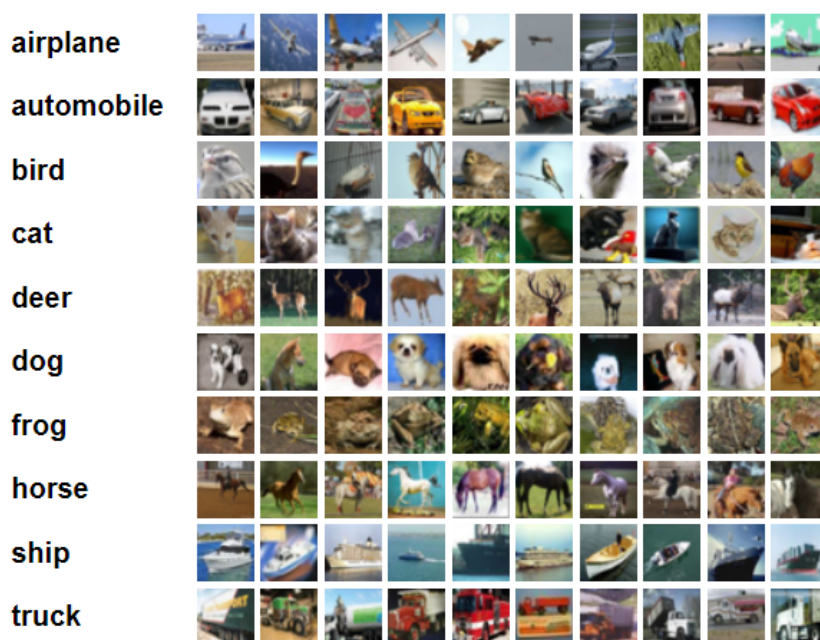 airplane
automobile
bird
cat
deer
dog
frog
horse
ship
truck